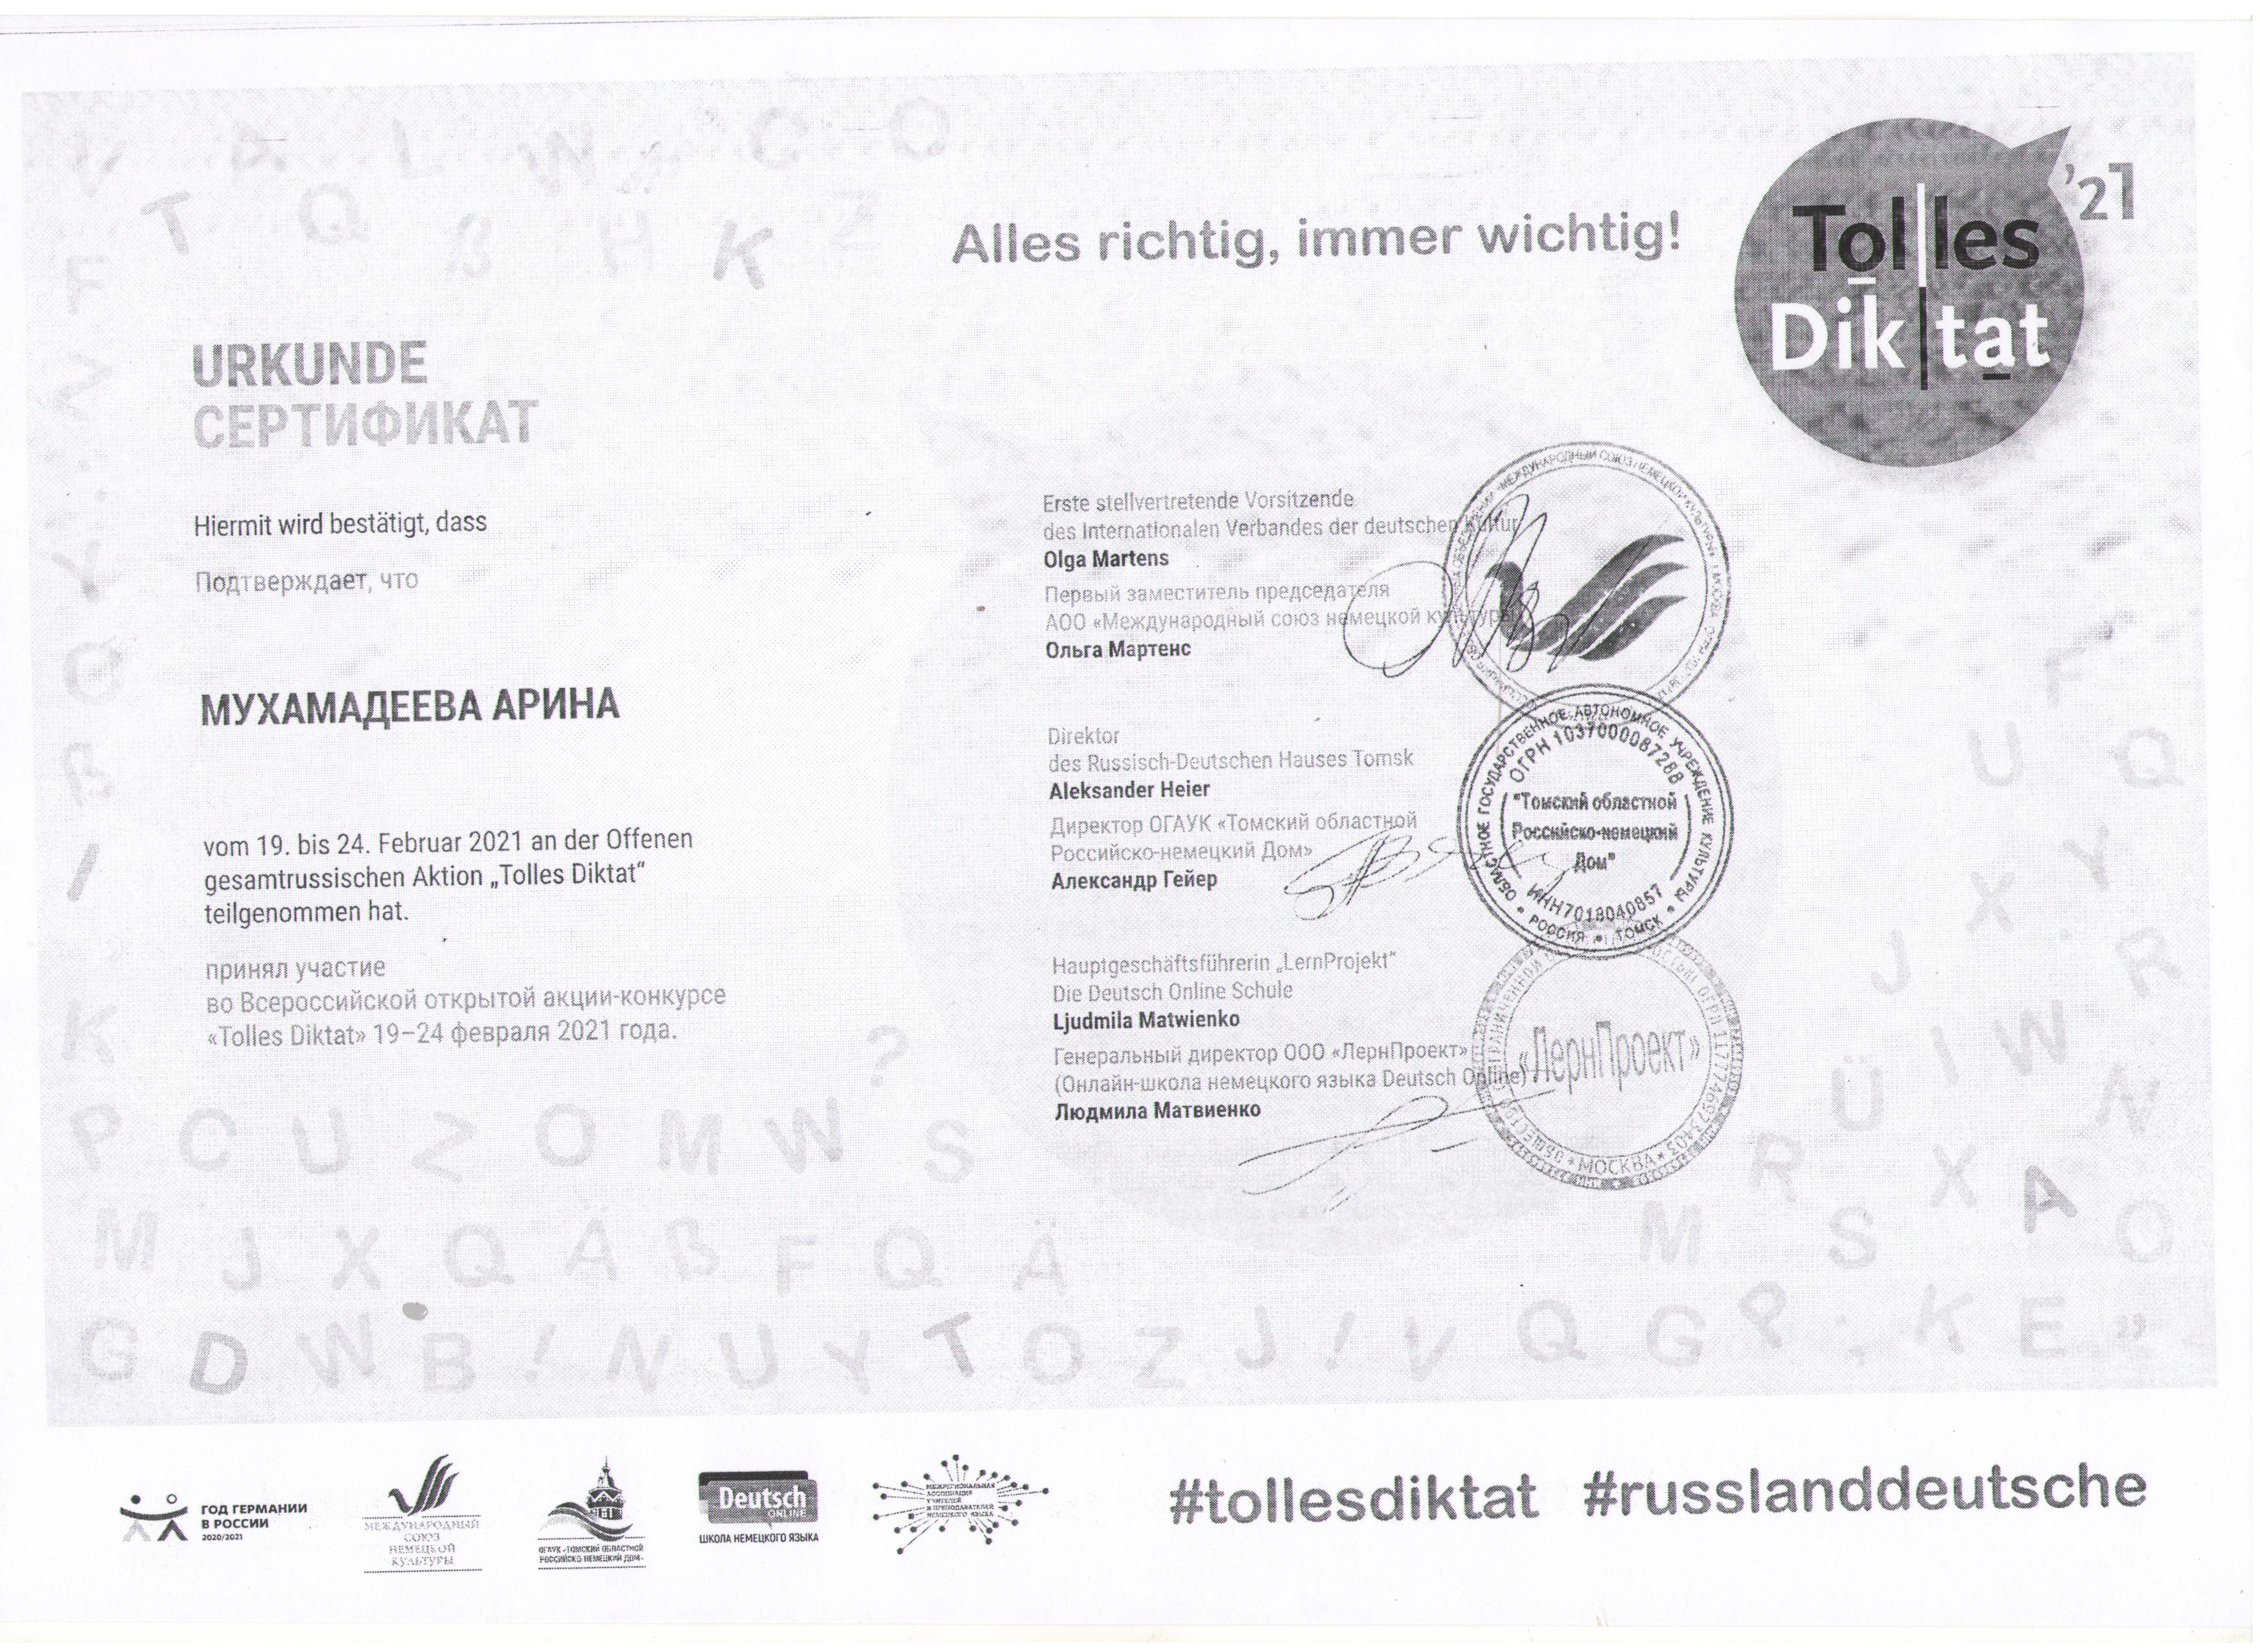 Alles richtig, immer wichtig!
Tolles
Diktat
'21
URKUNDE
СЕРТИФИКАТ
Hiermit wird bestätigt, dass
Подтверждает, что
МУХАМАДЕЕВА АРИНА
vom 19. bis 24. Februar 2021 an der Offenen
gesamtrussischen Aktion „Tolles Diktat“
teilgenommen hat.
принял участие
во Всероссийской открытой акции-конкурсе
«Tolles Diktat» 19–24 февраля 2021 года.
Erste stellvertretende Vorsitzende
des Internationalen Verbandes der deutschen Kultur
Olga Martens
Первый заместитель председателя
АОО «Международный союз немецкой культуры»
Ольга Мартенс
Direktor
des Russisch-Deutschen Hauses Tomsk
Aleksander Heier
Директор ОГАУК «Томский областной
Российско-немецкий Дом»
Александр Гейер
Hauptgeschäftsführerin „LernProjekt“
Die Deutsch Online Schule
Ljudmila Matwienko
Генеральный директор ООО «ЛернПроект»
(Онлайн-школа немецкого языка Deutsch Online)
Людмила Матвиенко
МЕЖДУНАРОДНЫЙ СОЮЗ НЕМЕЦКОЙ КУЛЬТУРЫ
ОБЛАСТНОЕ ГОСУДАРСТВЕННОЕ АВТОНОМНОЕ УЧРЕЖДЕНИЕ КУЛЬТУРЫ
ОГРН 1037000087288
"Томский областной
Российско-немецкий
Дом"
ИНН 7018040857
РОССИЯ * ТОМСК
«ЛернПроект»
* МОСКВА *
ГОД ГЕРМАНИИ
В РОССИИ
2020/2021
МЕЖДУНАРОДНЫЙ
СОЮЗ
НЕМЕЦКОЙ
КУЛЬТУРЫ
ОГАУК «ТОМСКИЙ ОБЛАСТНОЙ
РОССИЙСКО-НЕМЕЦКИЙ ДОМ»
Deutsch
ONLINE
ШКОЛА НЕМЕЦКОГО ЯЗЫКА
МЕЖРЕГИОНАЛЬНАЯ
АССОЦИАЦИЯ
УЧИТЕЛЕЙ
И ПРЕПОДАВАТЕЛЕЙ
НЕМЕЦКОГО ЯЗЫКА
#tollesdiktat #russlanddeutsche